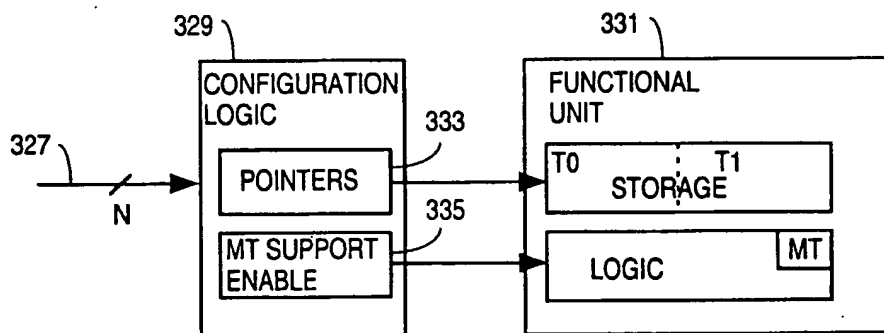 329
331
CONFIGURATION
LOGIC
FUNCTIONAL
UNIT
327
N
333
POINTERS
T0
T1
STORAGE
335
MT SUPPORT
ENABLE
MT
LOGIC